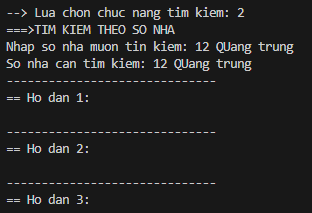 --> Lua chon chuc nang tim kiem: 2
===>TIM KIEM THEO SO NHA
Nhap so nha muon tin kiem: 12 QUang trung
So nha can tim kiem: 12 QUang trung
------------------------------
== Ho dan 1:
------------------------------
== Ho dan 2:
------------------------------
== Ho dan 3: